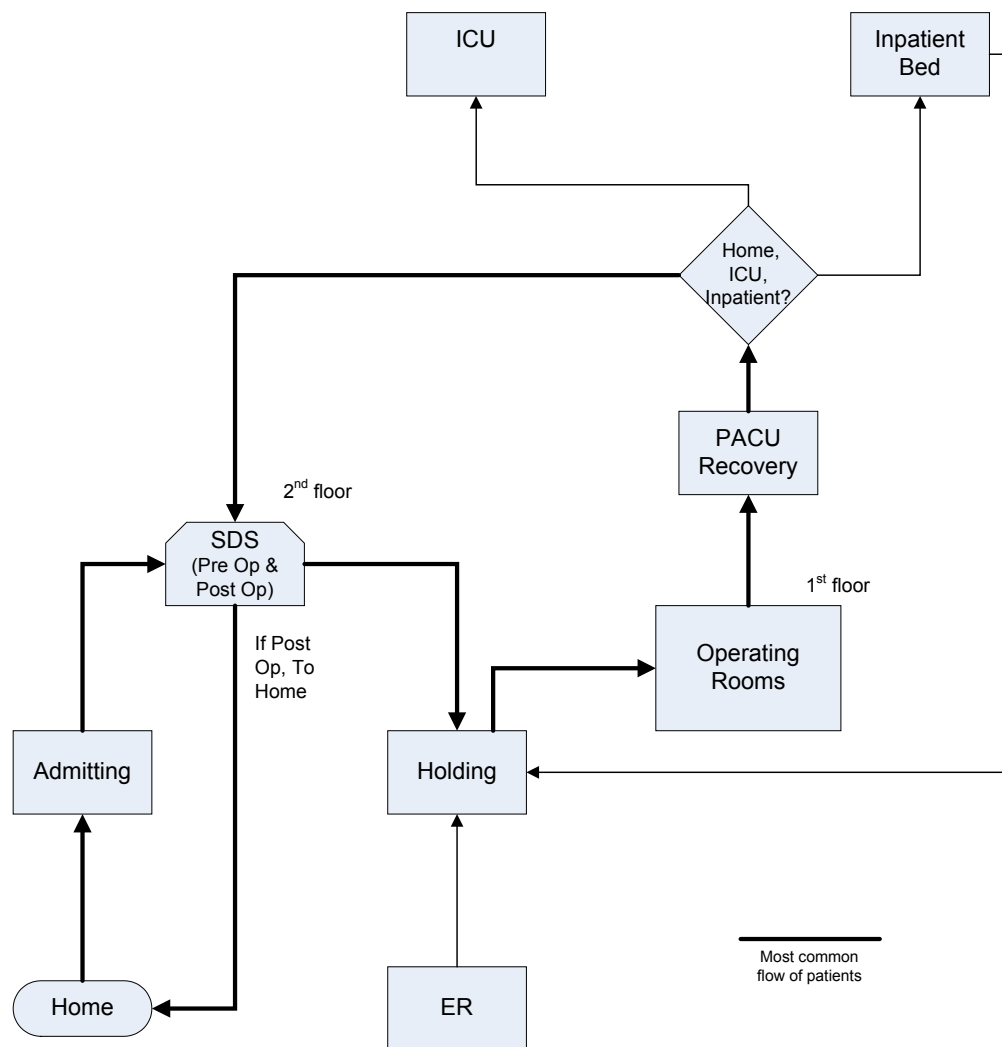 ICU
Inpatient
Bed
Home,
ICU,
Inpatient?
PACU
Recovery
2nd floor
SDS
(Pre Op &
Post Op)
1st floor
If Post
Op, To
Home
Operating
Rooms
Admitting
Holding
Most common
flow of patients
Home
ER